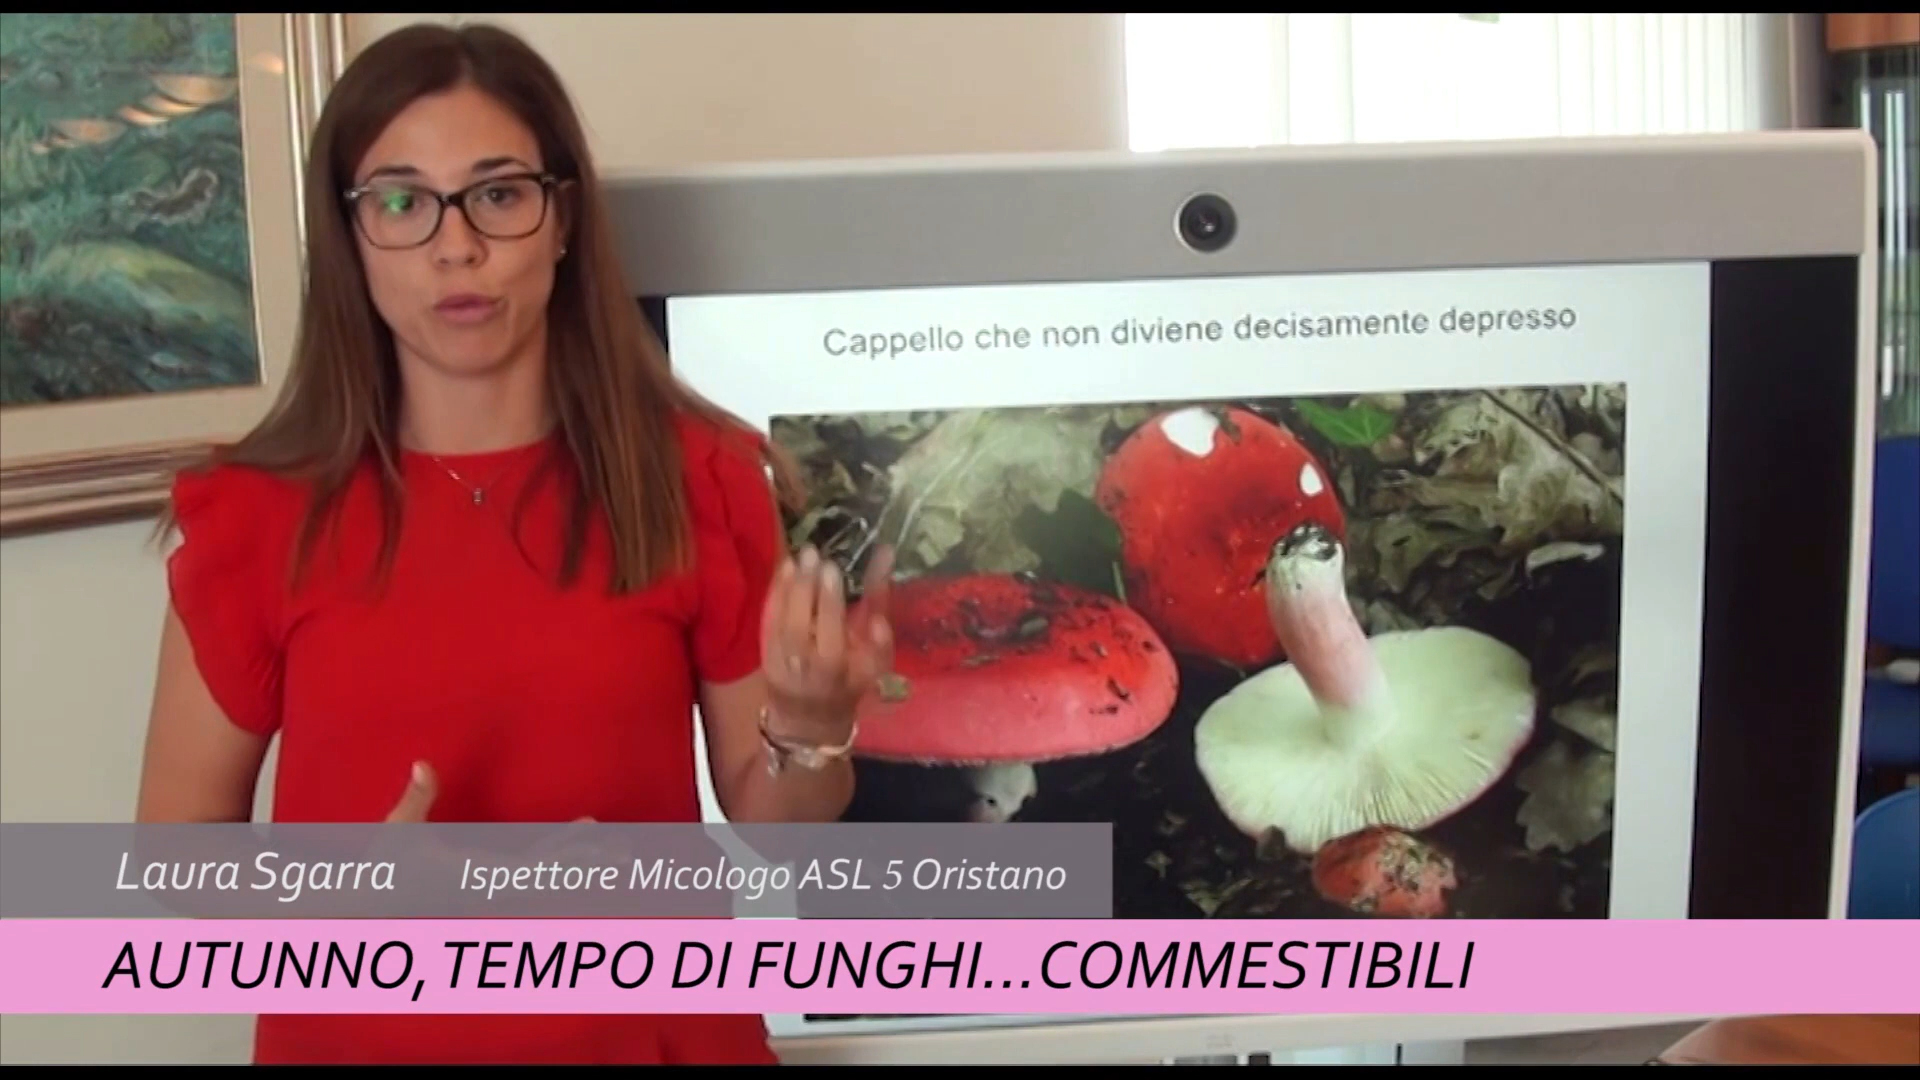 Cappello che non diviene decisamente depresso
Laura Sgarra Ispettore Micologo ASL 5 Oristano
AUTUNNO, TEMPO DI FUNGHI...COMMESTIBILI